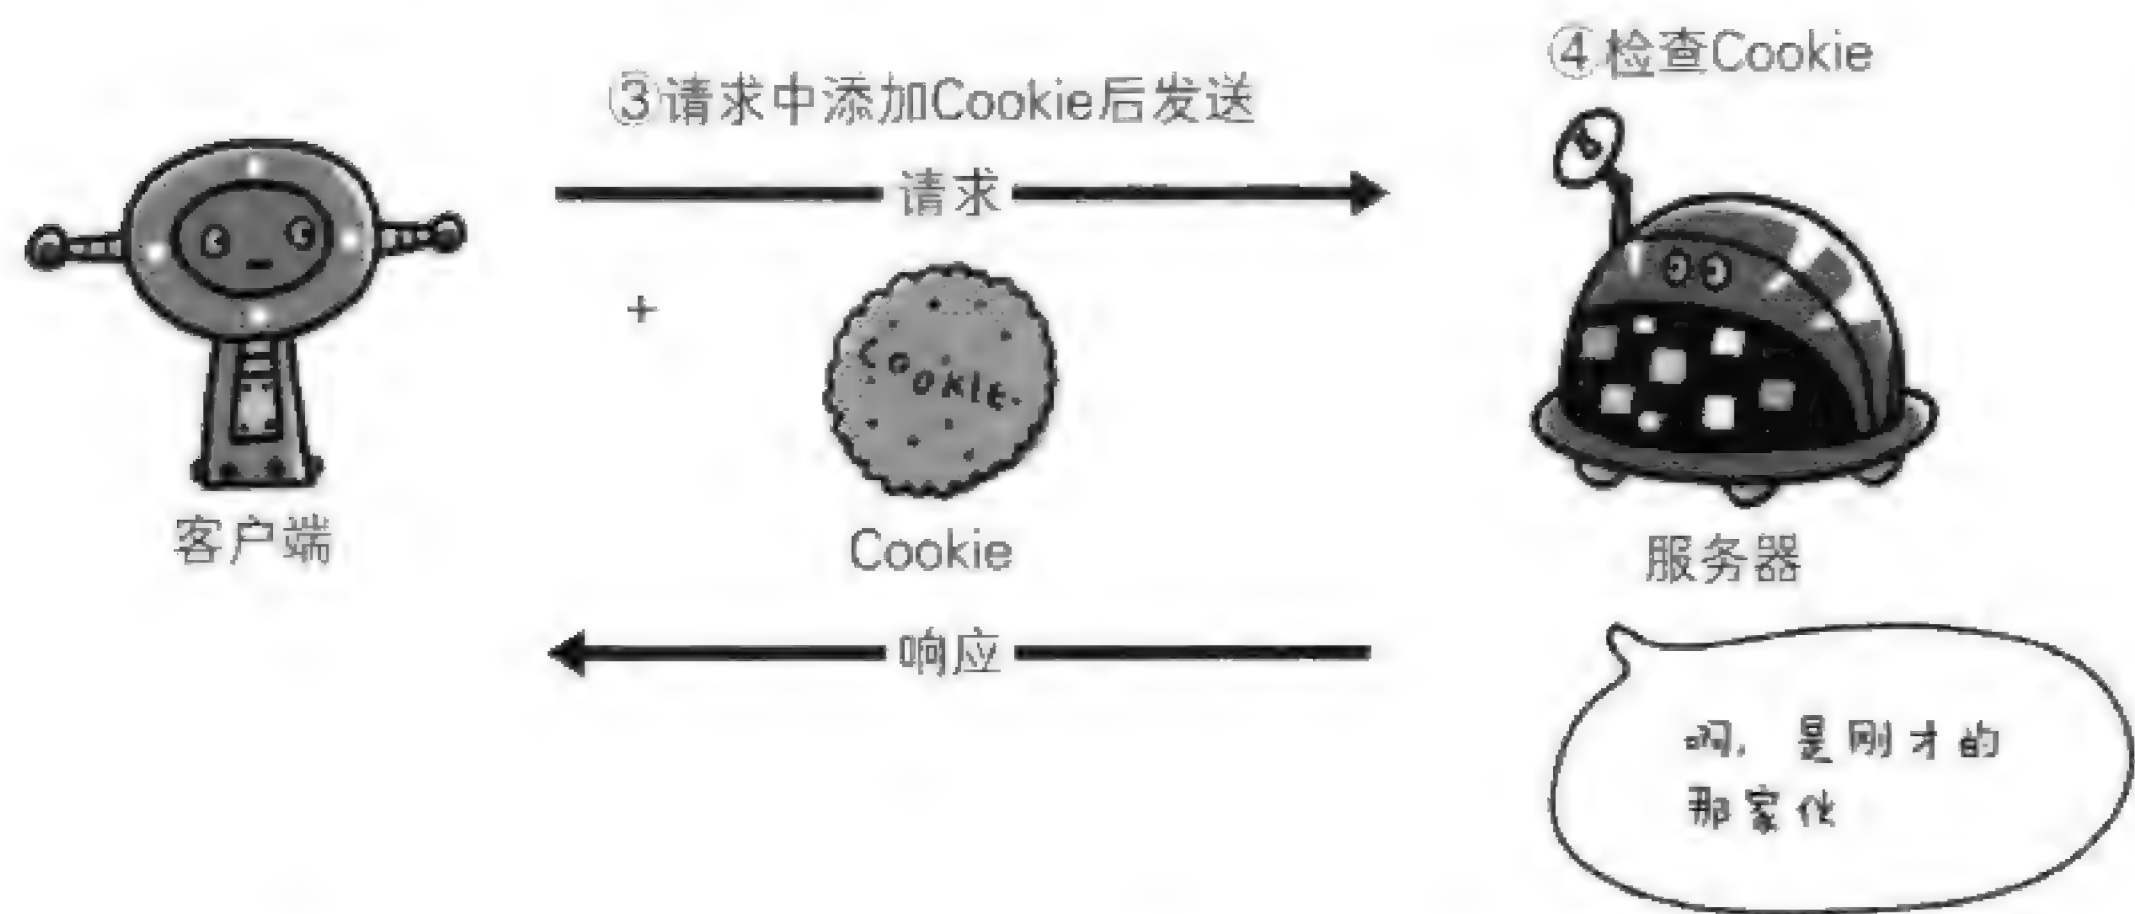 ④检查Cookie
③请求中添加Cookie后发送
请求
+
Cookie
Cookie
客户端
服务器
响应
啊，是刚才的
那家伙